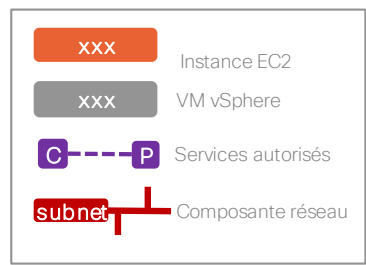 xxx
Instance EC2
xxx
VM vSphere
C
P
Services autorisés
subnet
Composante réseau